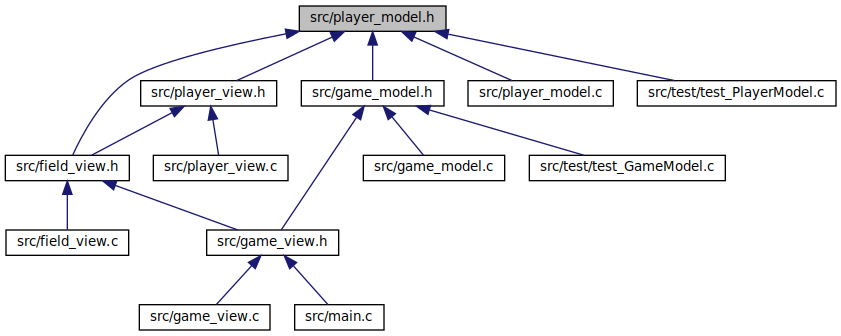 src/player_model.h
src/player_view.h
src/game_model.h
src/player_model.c
src/test/test_PlayerModel.c
src/field_view.h
src/player_view.c
src/game_model.c
src/test/test_GameModel.c
src/field_view.c
src/game_view.h
src/game_view.c
src/main.c